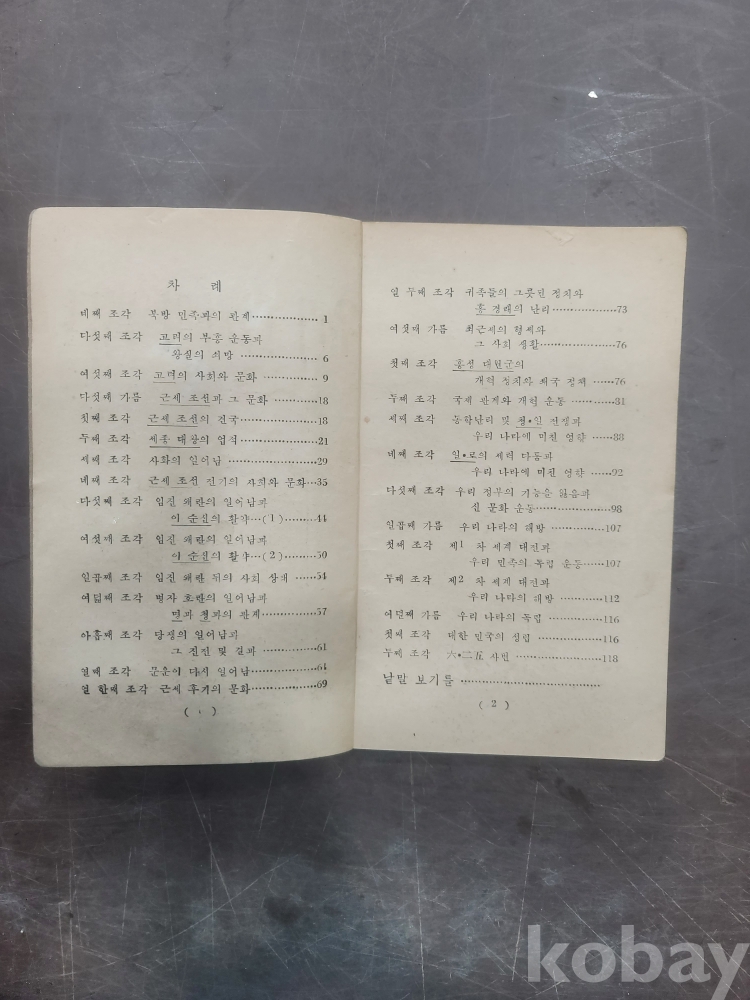 차 례
네째 조각 북방 민족과의 관계 1
다섯째 조각 고려의 부흥 운동과
왕실의 쇠망 6
여섯째 조각 고려의 사회와 문화 9
다섯째 가름 근세 조선과 그 문화 18
첫째 조각 근세 조선의 건국 18
두째 조각 세종 대왕의 업적 21
세째 조각 사화의 일어남 29
네째 조각 근세 조선 전기의 사회와 문화 35
다섯째 조각 임진 왜란의 일어남과
이 순신의 활약 (1) 44
여섯째 조각 임진 왜란의 일어남과
이 순신의 활약 (2) 50
일곱째 조각 임진 왜란 뒤의 사회 상태 54
여덟째 조각 병자 호란의 일어남과
명과 청과의 관계 57
아홉째 조각 당쟁의 일어남과
그 진전 및 결과 61
열째 조각 문운이 다시 일어남 64
열 한째 조각 근세 후기의 문화 69
열 두째 조각 귀족들의 그릇된 정치와
홍 경래의 난리 73
여섯째 가름 최근세의 형세와
그 사회 생활 76
첫째 조각 흥성 대원군의
개혁 정치와 쇄국 정책 76
두째 조각 국제 관계와 개혁 운동 81
세째 조각 동학난리 및 청•일 전쟁과
우리 나라에 미친 영향 88
네째 조각 일•로의 세력 다툼과
우리 나라에 미친 영향 92
다섯째 조각 우리 정부의 기능을 잃음과
신 문화 운동 98
일곱째 가름 우리 나라의 해방 107
첫째 조각 제1 차 세계 대전과
우리 민족의 독립 운동 107
두째 조각 제2 차 세계 대전과
우리 나라의 해방 112
여덟째 가름 우리 나라의 독립 116
첫째 조각 대한 민국의 성립 116
두째 조각 六•二五 사변 118
낱말 보기틀
( 2 )
kobay